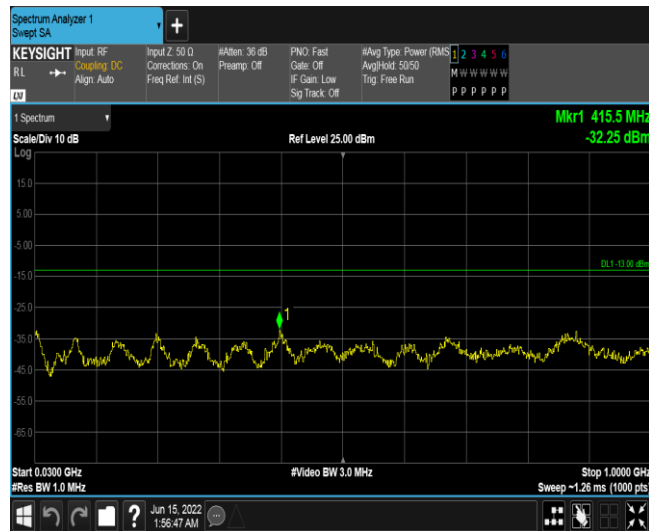 Spectrum Analyzer 1
Swept SA
KEYSIGHT
RL
LXI
Input: RF
Coupling: DC
Align: Auto
Input Z: 50 Ω
Corrections: On
Freq Ref: Int (S)
#Atten: 36 dB
Preamp: Off
PNO: Fast
Gate: Off
IF Gain: Low
Sig Track: Off
#Avg Type: Power (RMS
Avg|Hold: 50/50
Trig: Free Run
1 2 3 4 5 6
M W W W W W
P P P P P P
1 Spectrum
Scale/Div 10 dB
Log
Ref Level 25.00 dBm
Mkr1 415.5 MHz
-32.25 dBm
15.0
5.00
-5.00
DL1 -13.00 dBm
-15.0
-25.0
1
-35.0
-45.0
-55.0
-65.0
Start 0.0300 GHz
#Res BW 1.0 MHz
#Video BW 3.0 MHz
Stop 1.0000 GHz
Sweep ~1.26 ms (1000 pts)
?
Jun 15, 2022
1:56:47 AM